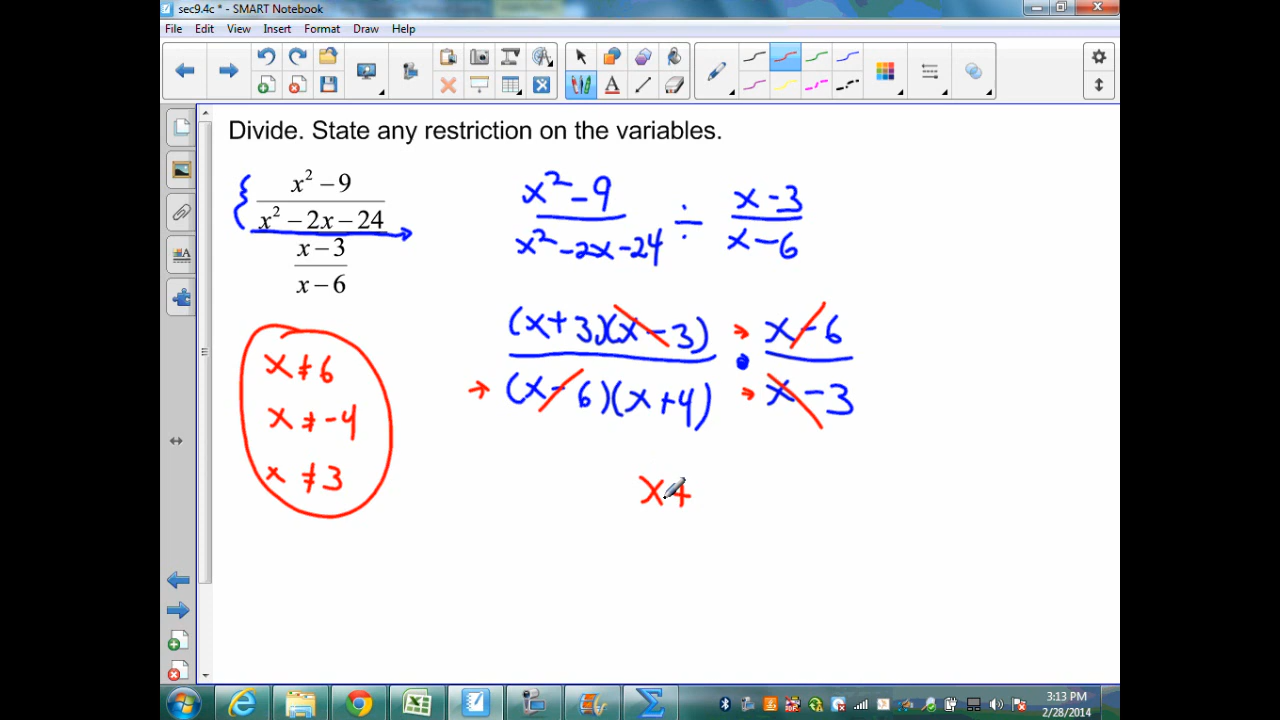 sec9.4c * - SMART Notebook
File Edit View Insert Format Draw Help
Divide. State any restriction on the variables.
x² – 9
x² – 2x – 24
x – 3
x – 6
x² - 9
x² - 2x - 24
÷
x - 3
x - 6
(x + 3)(x - 3)
(x - 6)(x + 4)
•
x - 6
x - 3
x ≠ 6
x ≠ -4
x ≠ 3
x +
3:13 PM
2/28/2014